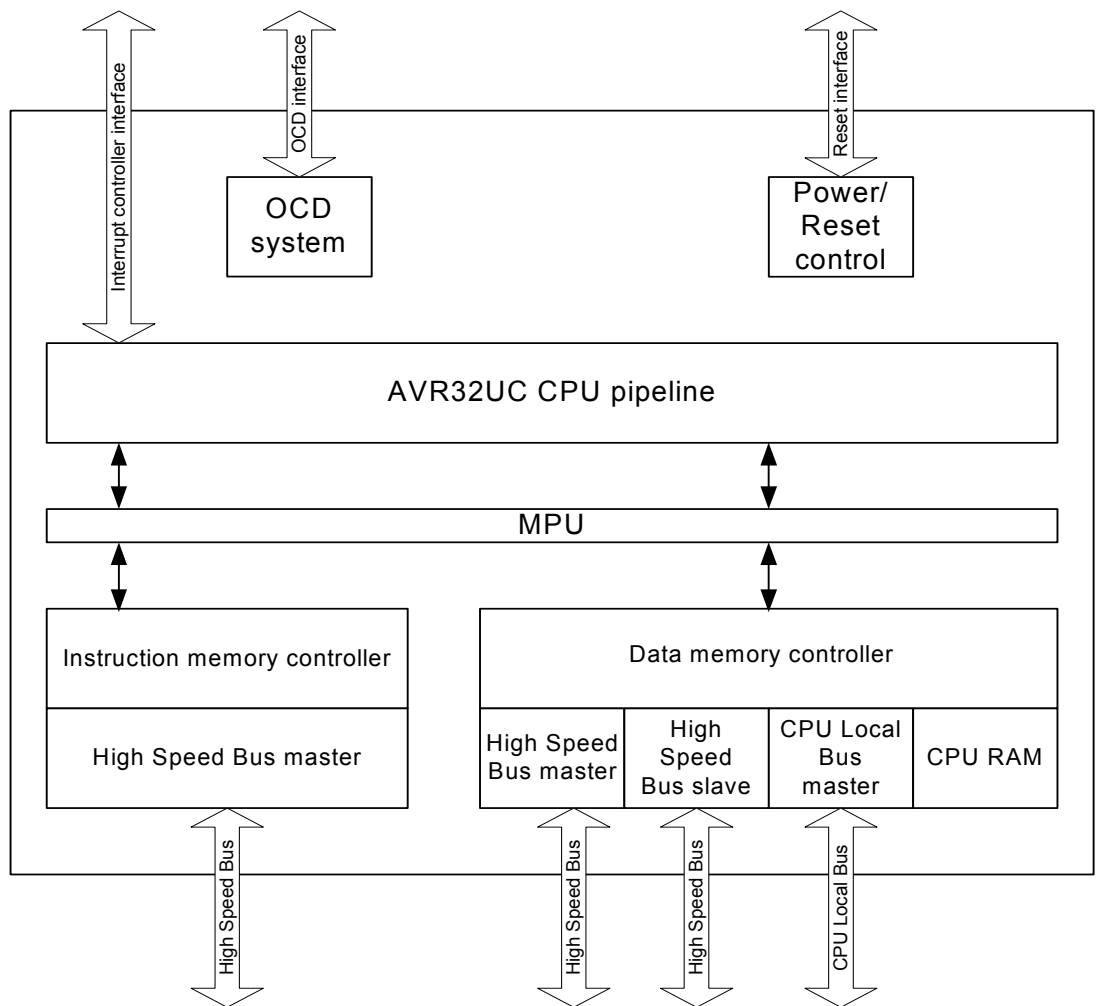 Interrupt controller interface
OCD interface
Reset interface
OCD
system
Power/
Reset
control
AVR32UC CPU pipeline
MPU
Instruction memory controller
Data memory controller
High Speed Bus master
High Speed
Bus master
High
Speed
Bus slave
CPU Local
Bus
master
CPU RAM
High Speed Bus
High Speed Bus
High Speed Bus
CPU Local Bus